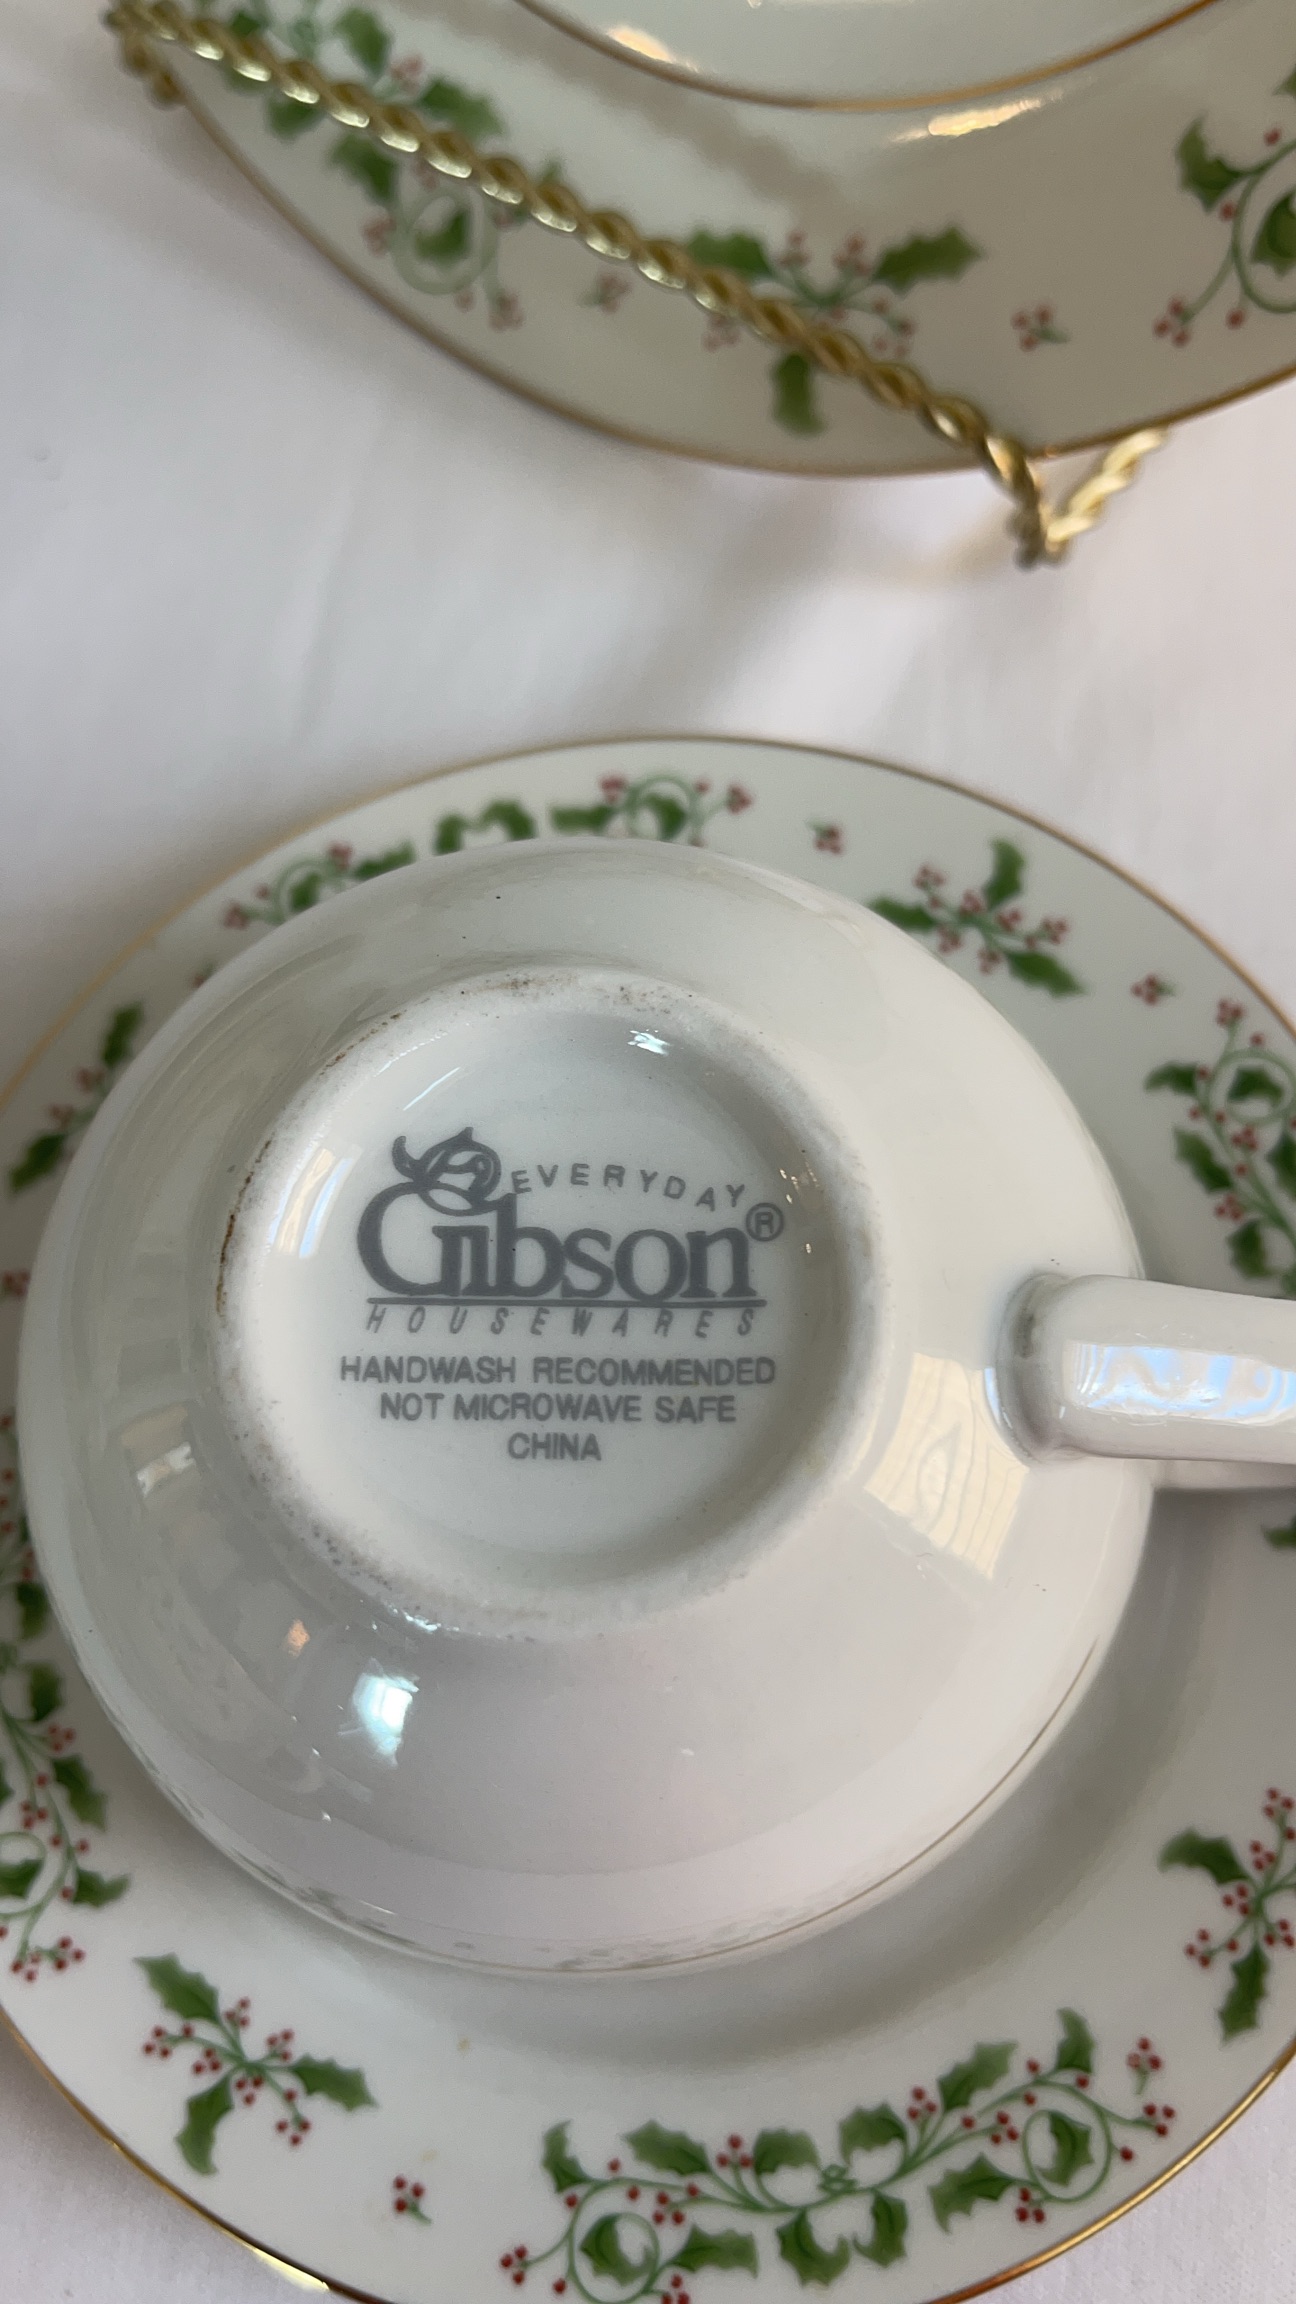 EVERYDAY
Gibson®
HOUSEWARES
HANDWASH RECOMMENDED
NOT MICROWAVE SAFE
CHINA